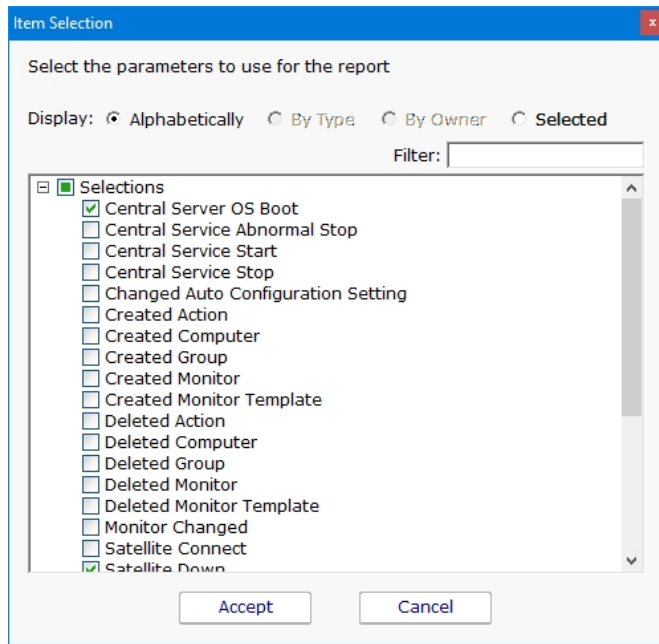 Item Selection
x
Select the parameters to use for the report
Display: Alphabetically By Type By Owner Selected
Filter:
Selections
Central Server OS Boot
Central Service Abnormal Stop
Central Service Start
Central Service Stop
Changed Auto Configuration Setting
Created Action
Created Computer
Created Group
Created Monitor
Created Monitor Template
Deleted Action
Deleted Computer
Deleted Group
Deleted Monitor
Deleted Monitor Template
Monitor Changed
Satellite Connect
Satellite Down
Accept Cancel